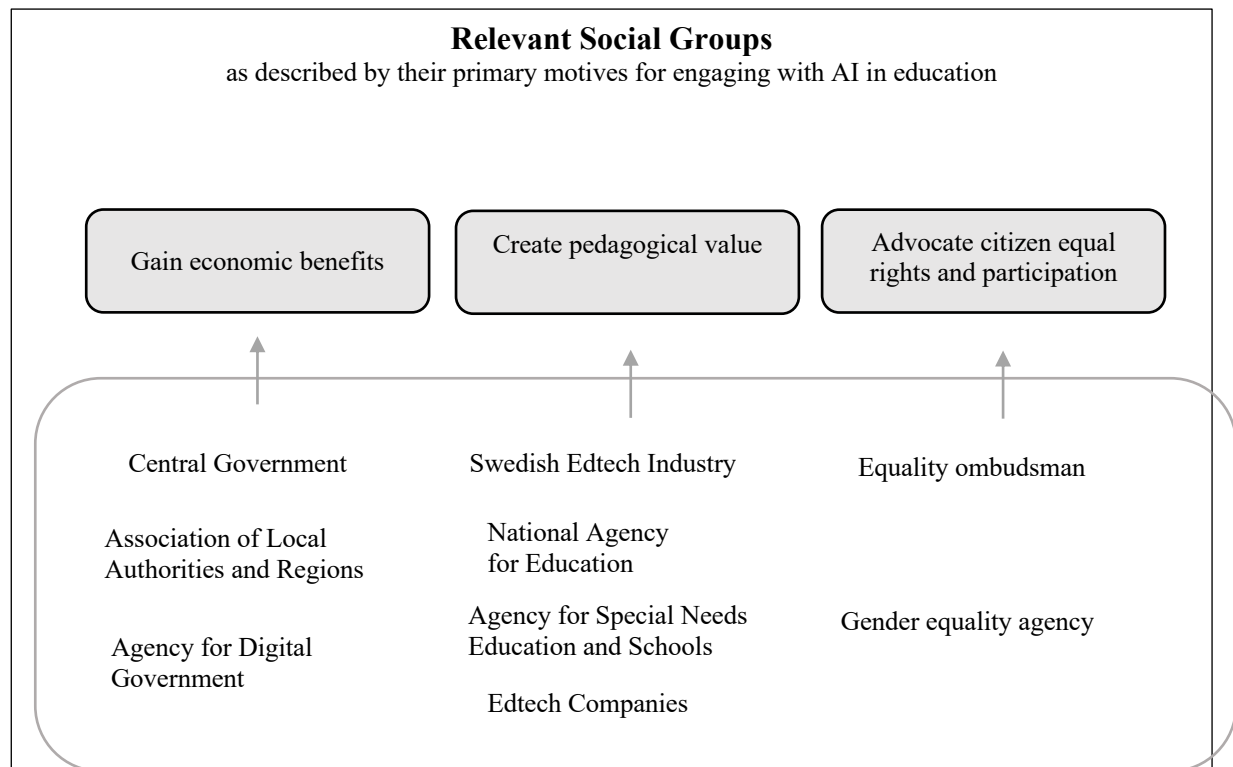 Relevant Social Groups
as described by their primary motives for engaging with AI in education
Gain economic benefits
Create pedagogical value
Advocate citizen equal
rights and participation
Central Government
Association of Local
Authorities and Regions
Agency for Digital
Government
Swedish Edtech Industry
National Agency
for Education
Agency for Special Needs
Education and Schools
Edtech Companies
Equality ombudsman
Gender equality agency